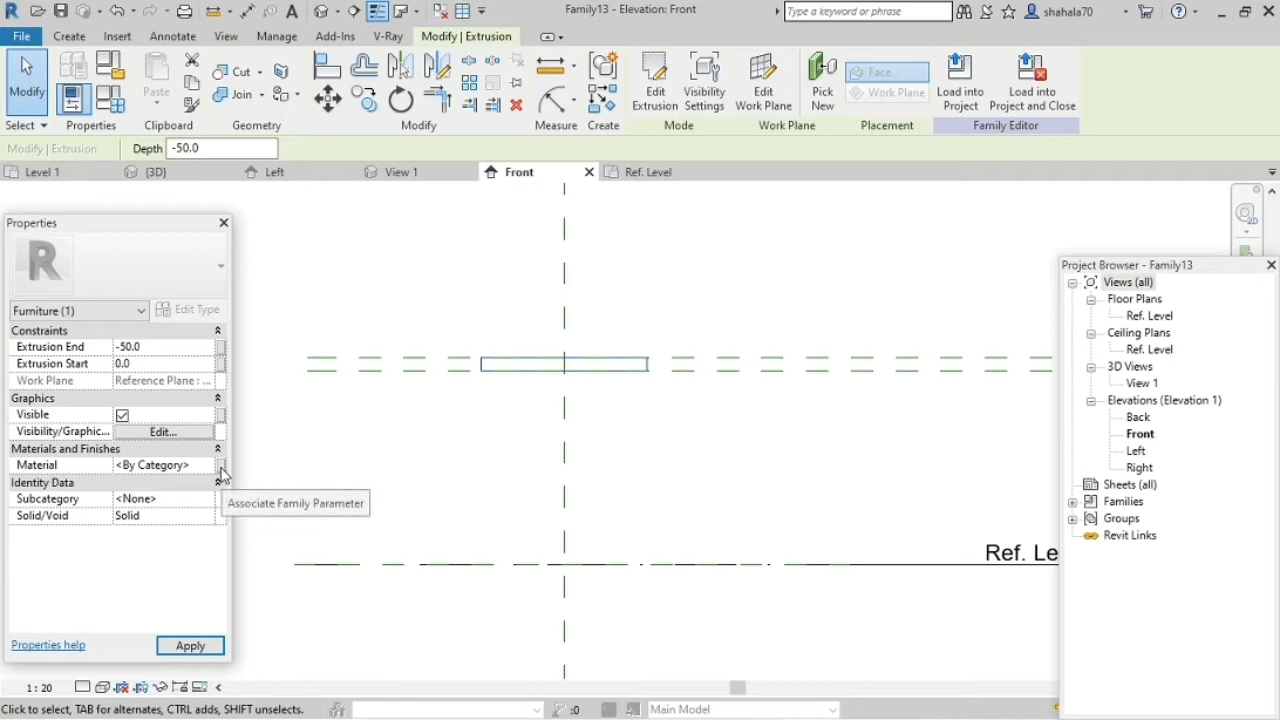 Family13 - Elevation: Front
Type a keyword or phrase
shahala70
File
Create
Insert
Annotate
View
Manage
Add-Ins
V-Ray
Modify | Extrusion
Modify
Paste
Cut
Join
Edit Extrusion
Visibility Settings
Edit Work Plane
Pick New
Face
Work Plane
Load into Project
Load into Project and Close
Select
Properties
Clipboard
Geometry
Modify
Measure
Create
Mode
Work Plane
Placement
Family Editor
Modify | Extrusion
Depth
-50.0
Level 1
{3D}
Left
View 1
Front
Ref. Level
Properties
R
Furniture (1)
Edit Type
Constraints
Extrusion End
-50.0
Extrusion Start
0.0
Work Plane
Reference Plane : ...
Graphics
Visible
Visibility/Graphic...
Edit...
Materials and Finishes
Material
<By Category>
Identity Data
Subcategory
<None>
Solid/Void
Solid
Associate Family Parameter
Properties help
Apply
Ref. Le
2D
Project Browser - Family13
Views (all)
Floor Plans
Ref. Level
Ceiling Plans
Ref. Level
3D Views
View 1
Elevations (Elevation 1)
Back
Front
Left
Right
Sheets (all)
Families
Groups
Revit Links
1 : 20
Click to select, TAB for alternates, CTRL adds, SHIFT unselects.
:0
Main Model